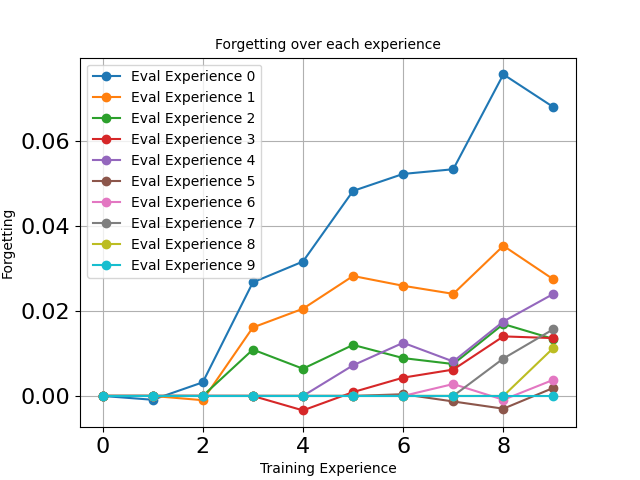 Forgetting over each experience
Eval Experience 0
Eval Experience 1
Eval Experience 2
Eval Experience 3
Eval Experience 4
Eval Experience 5
Eval Experience 6
Eval Experience 7
Eval Experience 8
Eval Experience 9
0.06
0.04
0.02
0.00
Forgetting
0 2 4 6 8
Training Experience